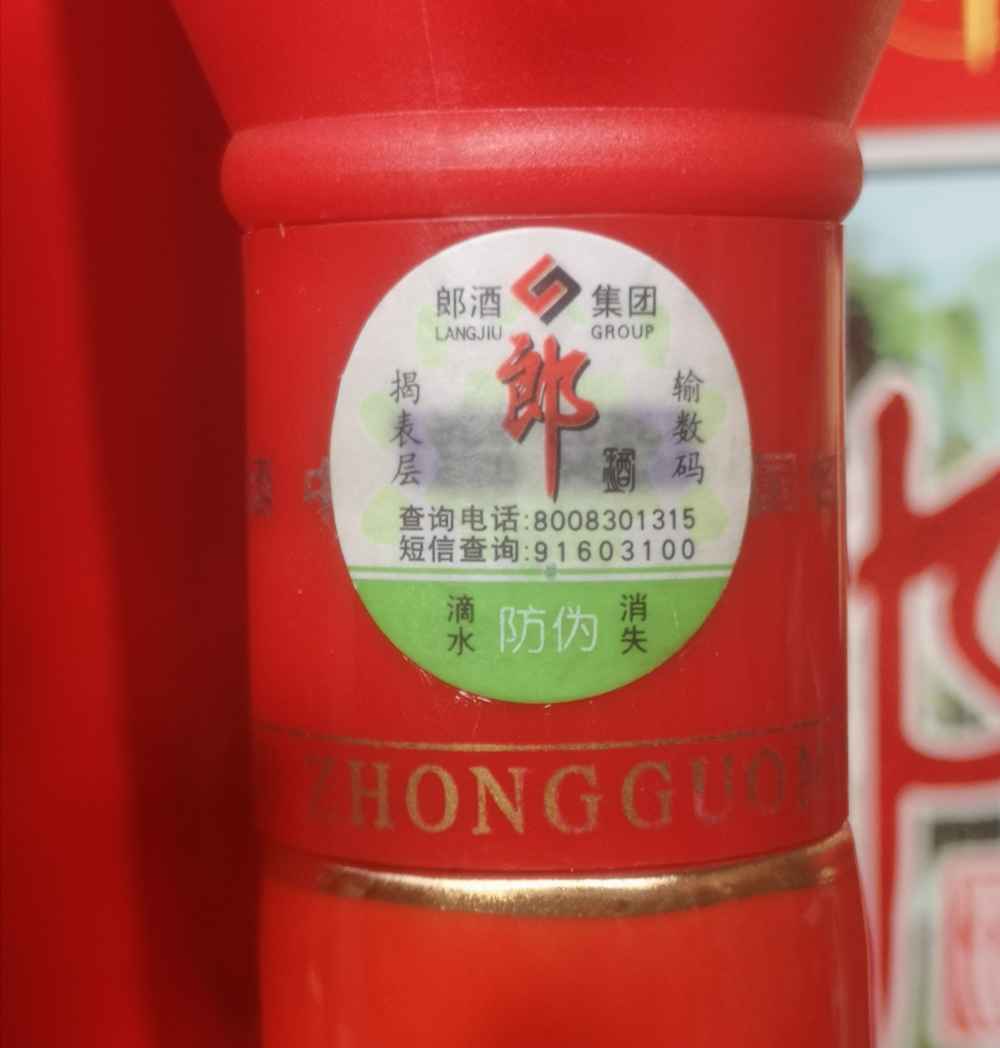 郎酒 集团
LANGJIU GROUP
郎
酒
揭表层
输数码
查询电话:8008301315
短信查询:91603100
滴水 防伪 消失
ZHONGGUO